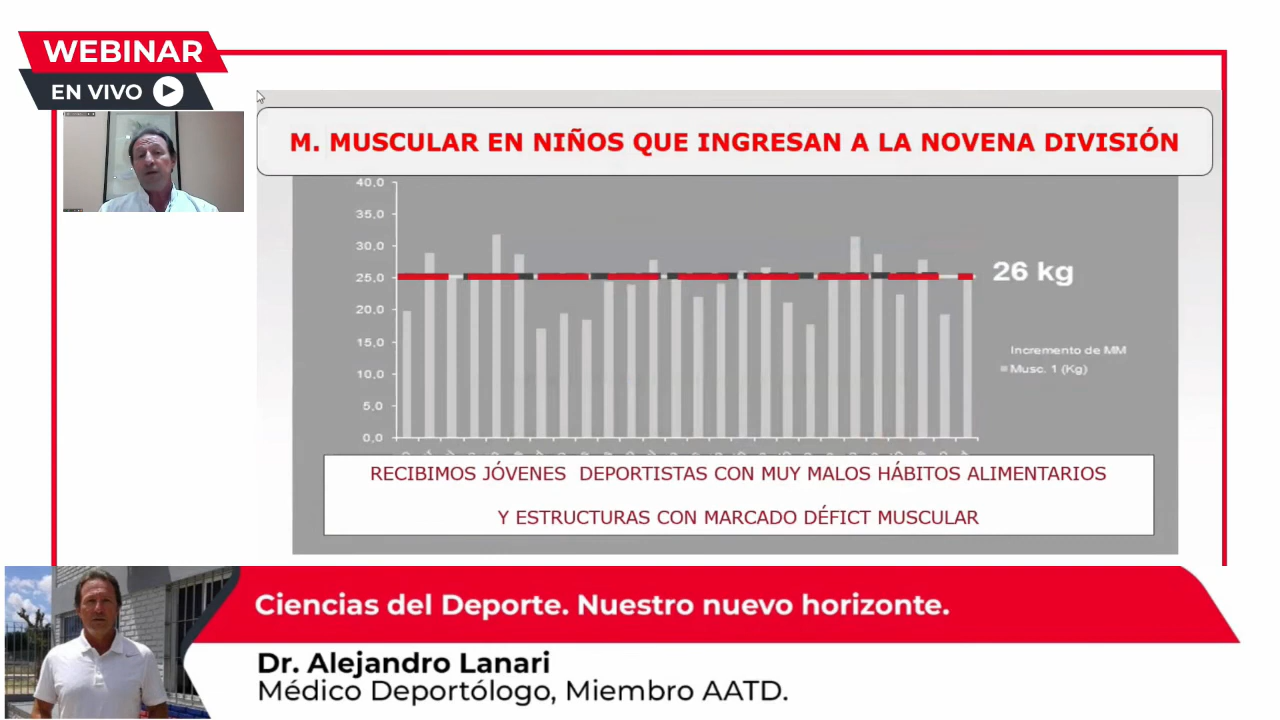 WEBINAR
EN VIVO
M. MUSCULAR EN NIÑOS QUE INGRESAN A LA NOVENA DIVISIÓN
40,0
35,0
30,0
25,0
20,0
15,0
10,0
5,0
0,0
26 kg
Incremento de MM
Musc. 1 (Kg)
RECIBIMOS JÓVENES DEPORTISTAS CON MUY MALOS HÁBITOS ALIMENTARIOS
Y ESTRUCTURAS CON MARCADO DÉFICT MUSCULAR
Ciencias del Deporte. Nuestro nuevo horizonte.
Dr. Alejandro Lanari
Médico Deportólogo, Miembro AATD.